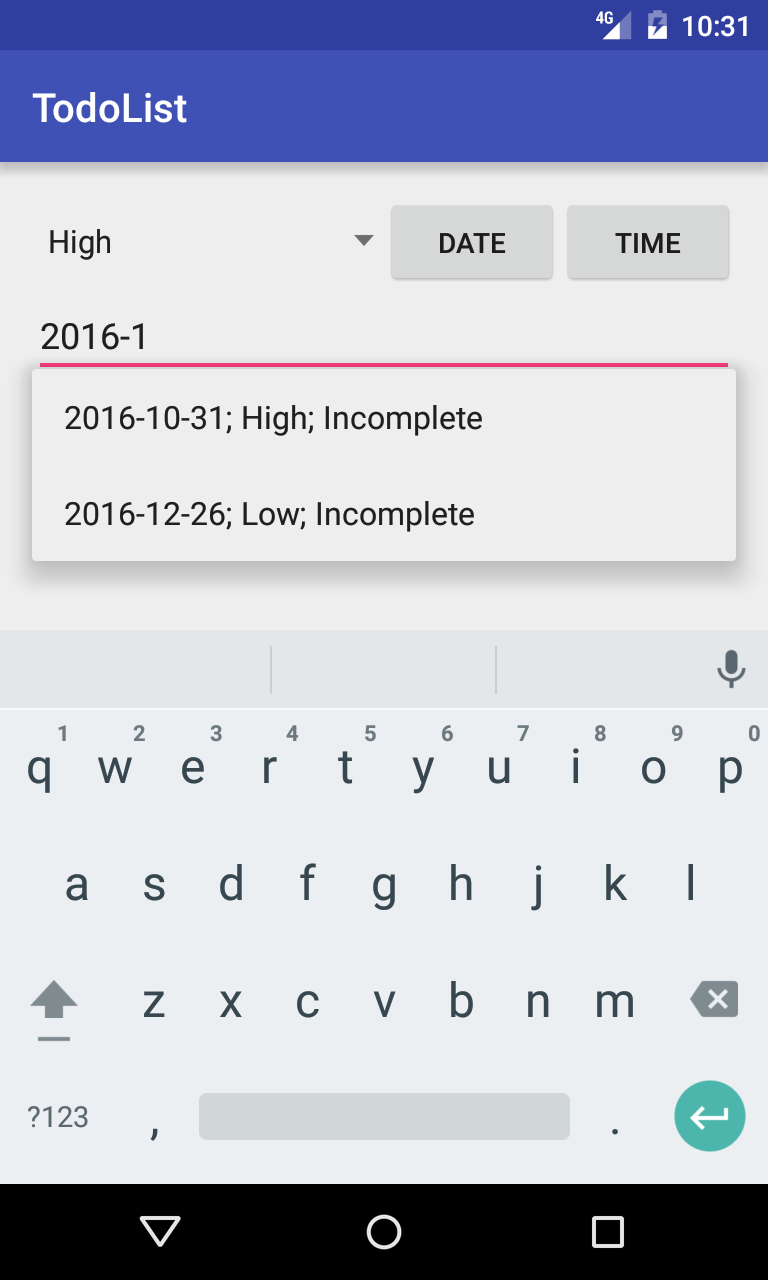 4G 10:31
TodoList
High DATE TIME
2016-1
2016-10-31; High; Incomplete
2016-12-26; Low; Incomplete
1 2 3 4 5 6 7 8 9 0
q w e r t y u i o p
a s d f g h j k l
z x c v b n m
?123 , .